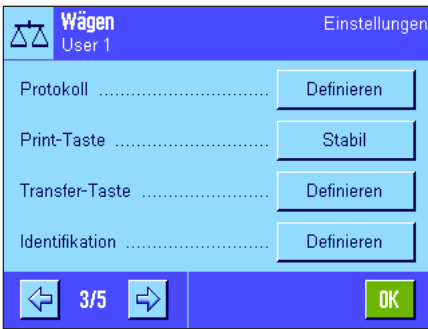 Wägen
Einstellungen
User 1
Protokoll .............................. Definieren
Print-Taste ........................... Stabil
Transfer-Taste ...................... Definieren
Identifikation ......................... Definieren
3/5
OK